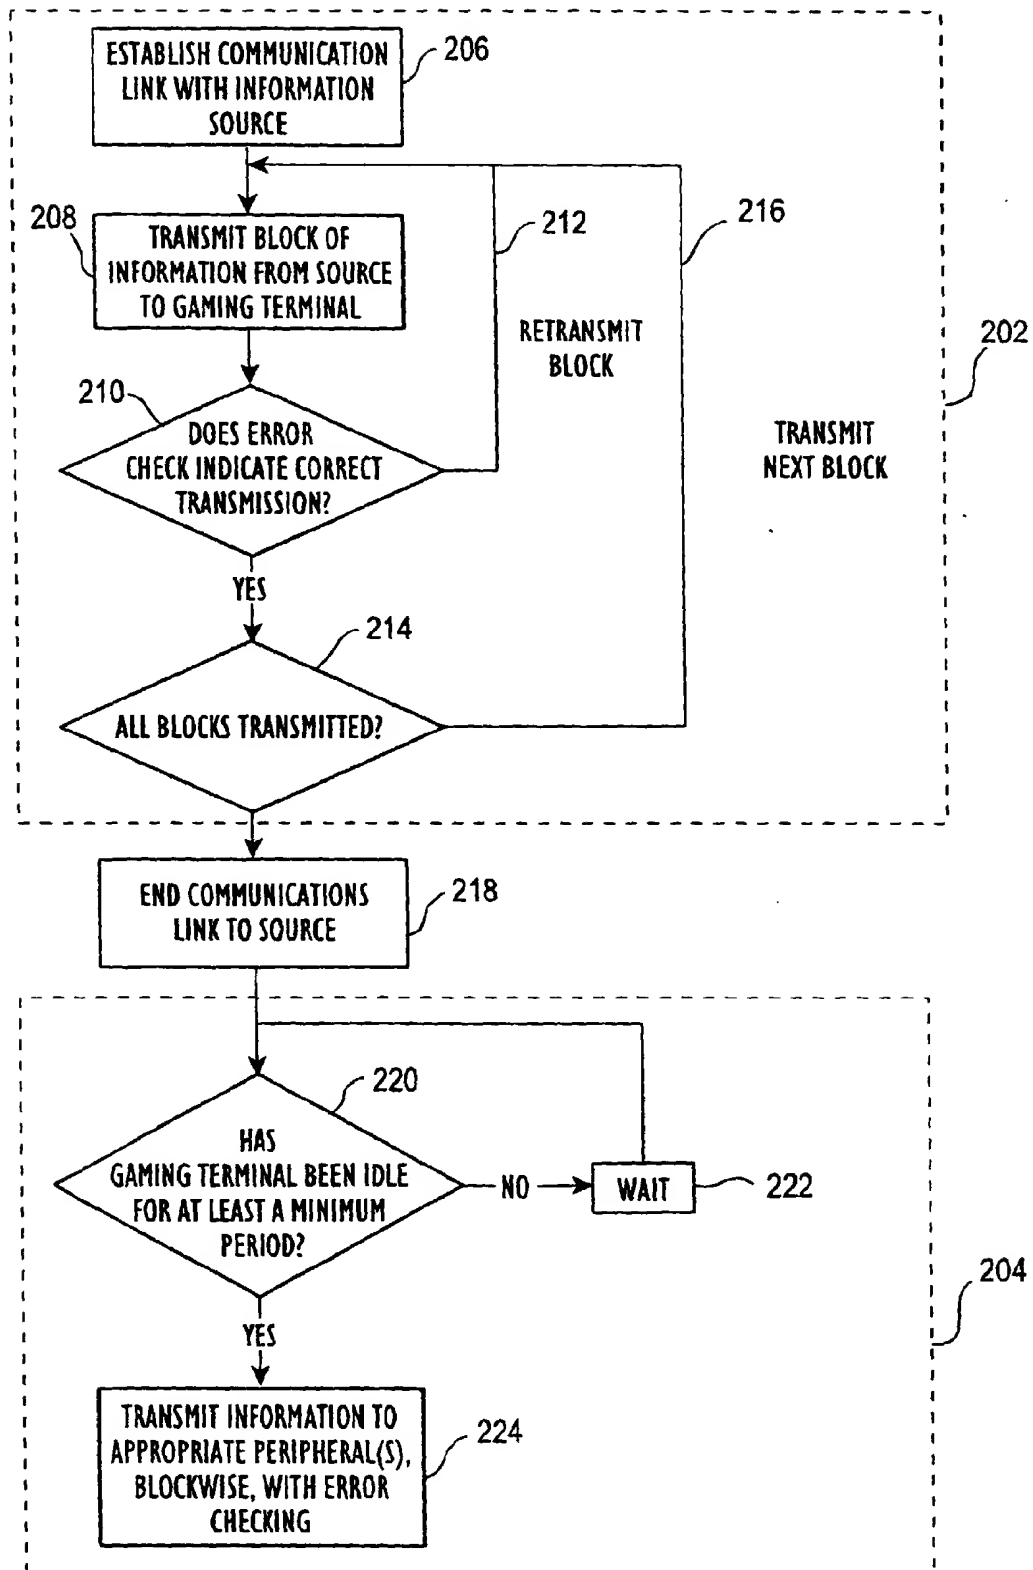 ESTABLISH COMMUNICATION
LINK WITH INFORMATION
SOURCE
206
208
TRANSMIT BLOCK OF
INFORMATION FROM SOURCE
TO GAMING TERMINAL
212
216
RETRANSMIT
BLOCK
202
210
DOES ERROR
CHECK INDICATE CORRECT
TRANSMISSION?
TRANSMIT
NEXT BLOCK
YES
214
ALL BLOCKS TRANSMITTED?
END COMMUNICATIONS
LINK TO SOURCE
218
220
HAS
GAMING TERMINAL BEEN IDLE
FOR AT LEAST A MINIMUM
PERIOD?
NO
WAIT
222
204
YES
TRANSMIT INFORMATION TO
APPROPRIATE PERIPHERAL(S),
BLOCKWISE, WITH ERROR
CHECKING
224